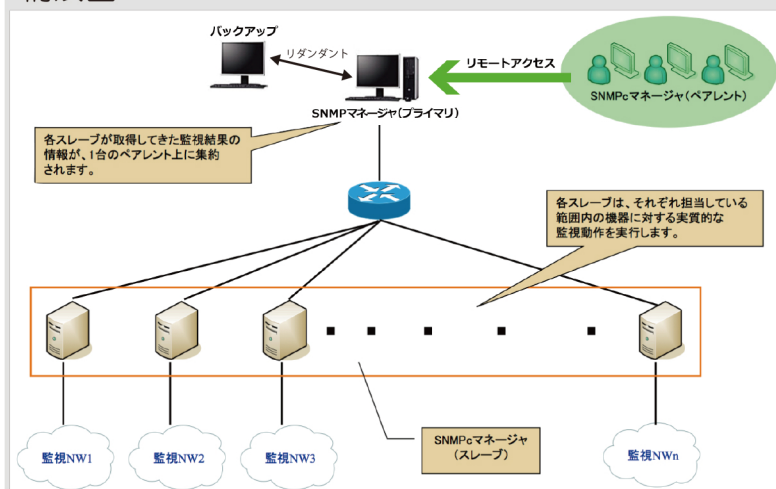 バックアップ
リダンダント
リモートアクセス
SNMPcマネージャ(ペアレント)
SNMPマネージャ(プライマリ)
各スレーブが取得してきた監視結果の
情報が、1台のペアレント上に集約
されます。
各スレーブは、それぞれ担当している
範囲内の機器に対する実質的な
監視動作を実行します。
SNMPcマネージャ
(スレーブ)
監視NW1
監視NW2
監視NW3
監視NWn